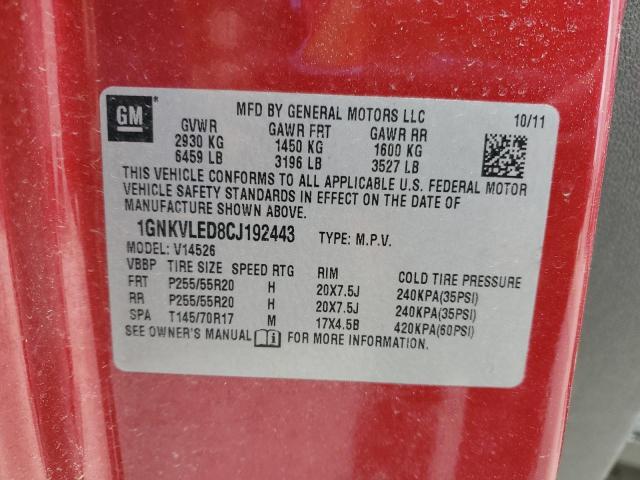 GM
MFD BY GENERAL MOTORS LLC
10/11
GVWR GAWR FRT GAWR RR
2930 KG 1450 KG 1600 KG
6459 LB 3196 LB 3527 LB
THIS VEHICLE CONFORMS TO ALL APPLICABLE U.S. FEDERAL MOTOR
VEHICLE SAFETY STANDARDS IN EFFECT ON THE DATE OF
MANUFACTURE SHOWN ABOVE.
1GNKVLED8CJ192443 TYPE: M.P.V.
MODEL: V14526
VBBP TIRE SIZE SPEED RTG RIM COLD TIRE PRESSURE
FRT P255/55R20 H 20X7.5J 240KPA(35PSI)
RR P255/55R20 H 20X7.5J 240KPA(35PSI)
SPA T145/70R17 M 17X4.5B 420KPA(60PSI)
SEE OWNER'S MANUAL FOR MORE INFORMATION.